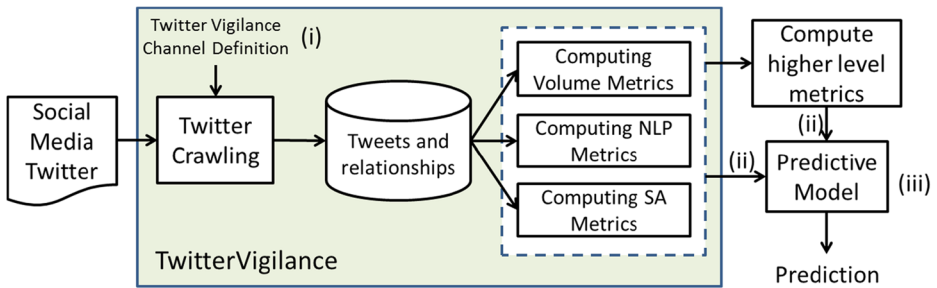 Twitter Vigilance
Channel Definition
(i)
Social
Media
Twitter
Twitter
Crawling
Tweets and
relationships
Computing
Volume Metrics
Computing NLP
Metrics
Computing SA
Metrics
Compute
higher level
metrics
(ii)
(ii)
Predictive
Model
(iii)
Prediction
TwitterVigilance